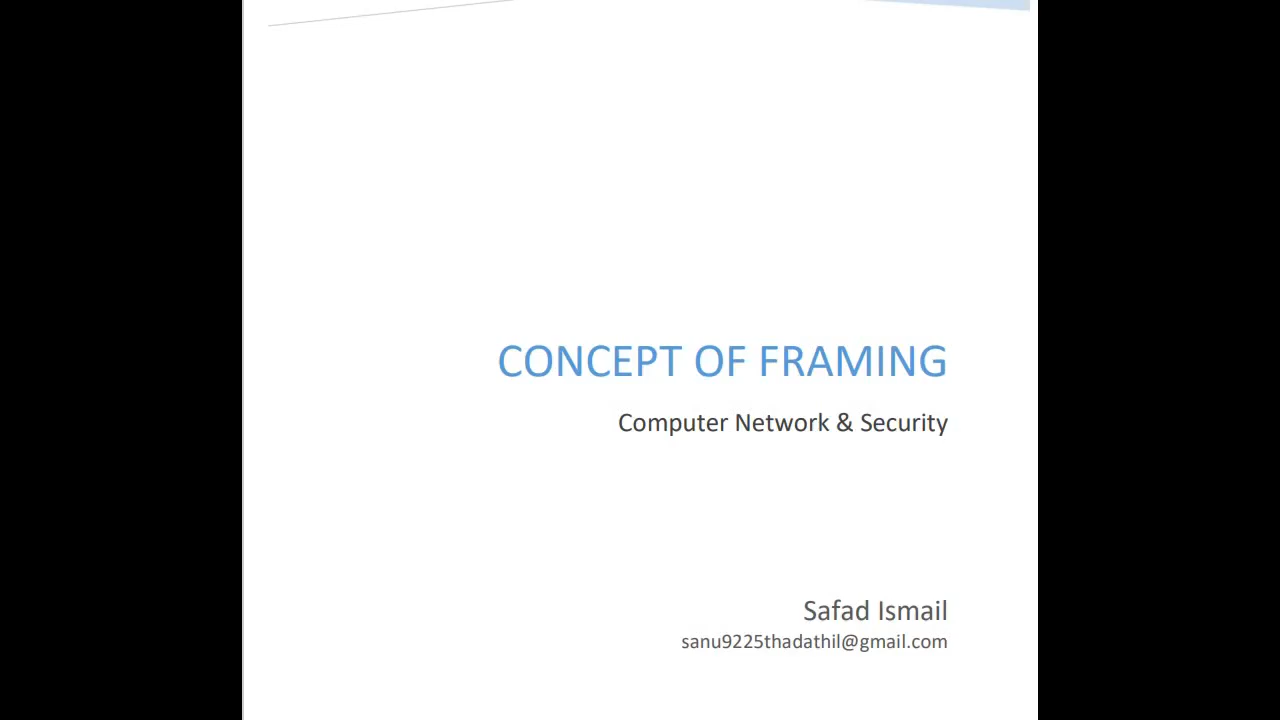 CONCEPT OF FRAMING
Computer Network & Security
Safad Ismail
sanu9225thadathil@gmail.com